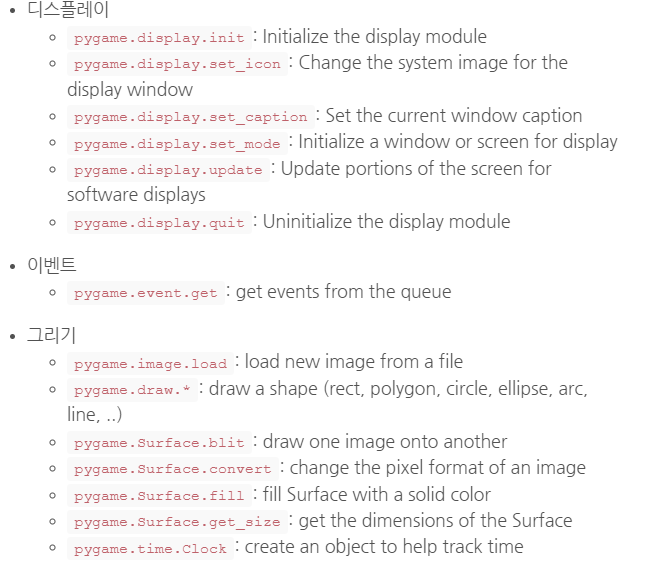 디스플레이
pygame.display.init : Initialize the display module
pygame.display.set_icon : Change the system image for the
display window
pygame.display.set_caption : Set the current window caption
pygame.display.set_mode : Initialize a window or screen for display
pygame.display.update : Update portions of the screen for
software displays
pygame.display.quit : Uninitialize the display module
이벤트
pygame.event.get : get events from the queue
그리기
pygame.image.load : load new image from a file
pygame.draw.* : draw a shape (rect, polygon, circle, ellipse, arc,
line, ..)
pygame.Surface.blit : draw one image onto another
pygame.Surface.convert : change the pixel format of an image
pygame.Surface.fill : fill Surface with a solid color
pygame.Surface.get_size : get the dimensions of the Surface
pygame.time.Clock : create an object to help track time